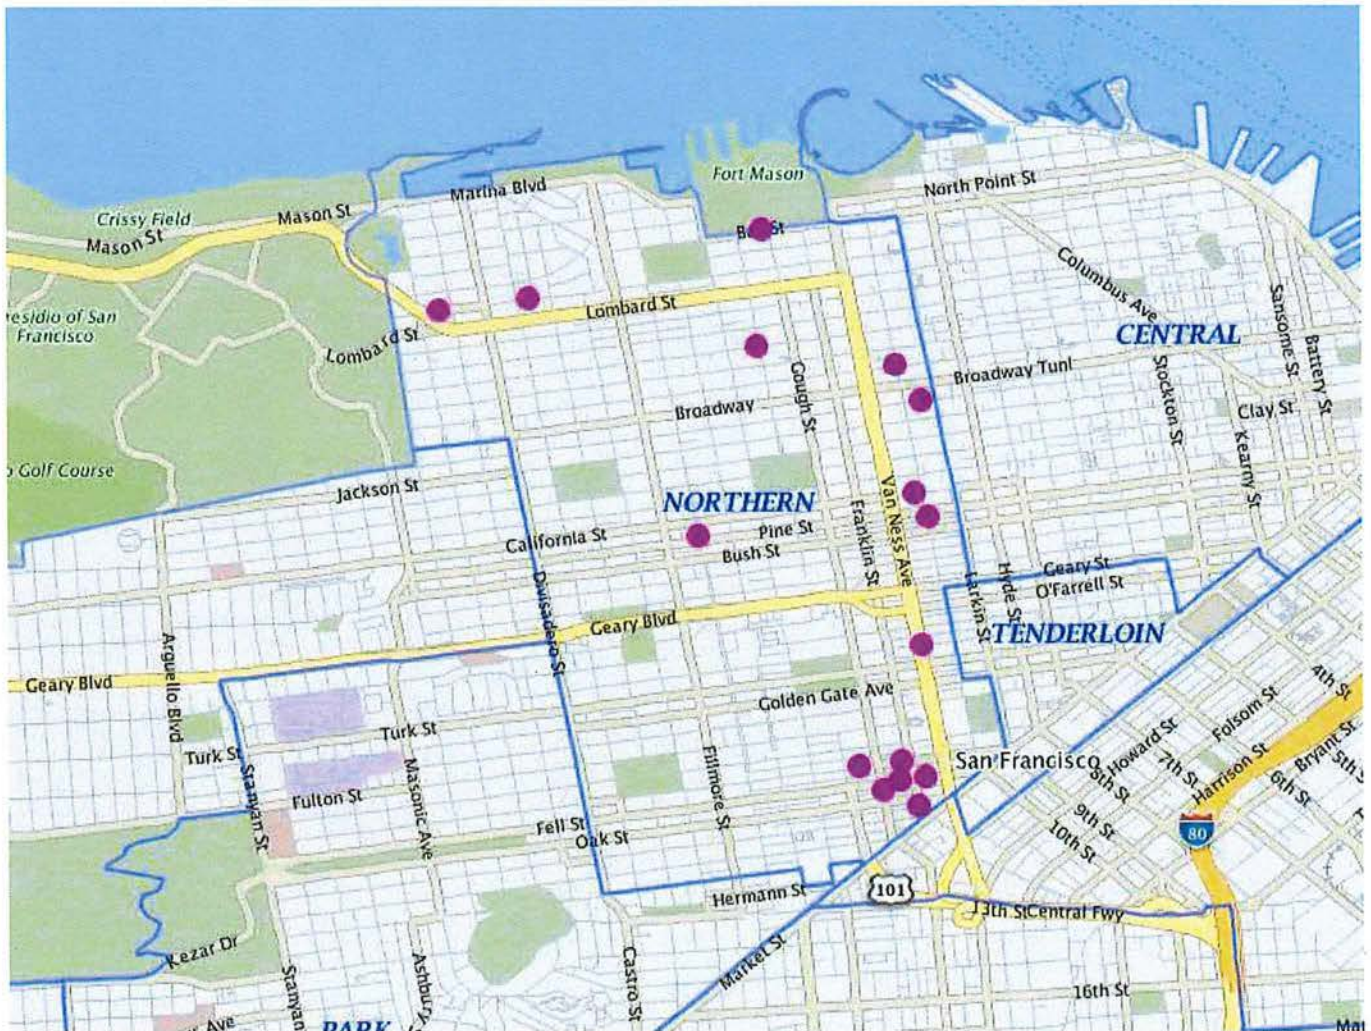 Fort Mason
Marina Blvd
North Point St
Mason St
Crissy Field
Mason St
Columbus Ave
Lombard St
Sansome St
Francisco
Lombard St
CENTRAL
Battery St
Broadway Tunl
Stockton St
Gough St
Broadway
Clay St
Kearny St
Golf Course
Jackson St
NORTHERN
Van Ness Ave
Franklin St
Pine St
California St
Bush St
Geary St
O'Farrell St
Hyde St
Larkin St
Divisadero St
Geary Blvd
TENDERLOIN
Arguello Blvd
Geary Blvd
Golden Gate Ave
4th St
Folsom St
Turk St
Turk St
Howard St
Bryant St
San Francisco
7th St
Harrison St
5th S
8th St
6th St
Stanyan St
Masonic Ave
Fillmore St
Fulton St
9th St
Fell St
Oak St
10th St
80
Hermann St
101
13th St
Central Fwy
Kezar Dr
Market St
Ashbury
Castro St
Stanyan
16th St
PARK
Ave